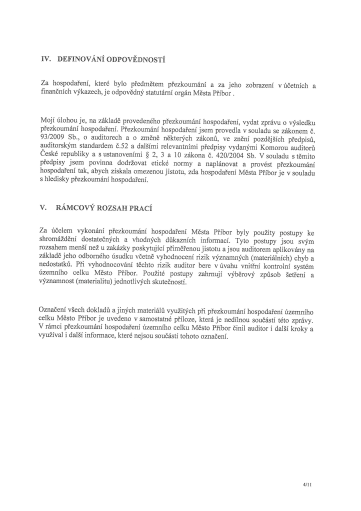 IV. DEFINOVÁNÍ ODPOVĚDNOSTÍ
Za hospodaření, které bylo předmětem přezkoumání a za jeho zobrazení v účetních a
finančních výkazech, je odpovědný statutární orgán Města Příbor .
Mojí úlohou je, na základě provedeného přezkoumání hospodaření, vydat zprávu o výsledku
přezkoumání hospodaření. Přezkoumání hospodaření jsem provedla v souladu se zákonem č.
93/2009 Sb., o auditorech a o změně některých zákonů, ve znění pozdějších předpisů,
auditorským standardem č.52 a dalšími relevantními předpisy vydanými Komorou auditorů
České republiky a s ustanoveními § 2, 3 a 10 zákona č. 420/2004 Sb. V souladu s těmito
předpisy jsem povinna dodržovat etické normy a naplánovat a provést přezkoumání
hospodaření tak, abych získala omezenou jistotu, zda hospodaření Města Příbor je v souladu
s hledisky přezkoumání hospodaření.
V. RÁMCOVÝ ROZSAH PRACÍ
Za účelem vykonání přezkoumání hospodaření Města Příbor byly použity postupy ke
shromáždění dostatečných a vhodných důkazních informací. Tyto postupy jsou svým
rozsahem menší než u zakázky poskytující přiměřenou jistotu a jsou auditorem aplikovány na
základě jeho odborného úsudku včetně vyhodnocení rizik významných (materiálních) chyb a
nedostatků. Při vyhodnocování těchto rizik auditor bere v úvahu vnitřní kontrolní systém
územního celku Město Příbor. Použité postupy zahrnují výběrový způsob šetření a
významnost (materialitu) jednotlivých skutečností.
Označení všech dokladů a jiných materiálů využitých při přezkoumání hospodaření územního
celku Město Příbor je uvedeno v samostatné příloze, která je nedílnou součástí této zprávy.
V rámci přezkoumání hospodaření územního celku Město Příbor činil auditor i další kroky a
využíval i další informace, které nejsou součástí tohoto označení.
4/11